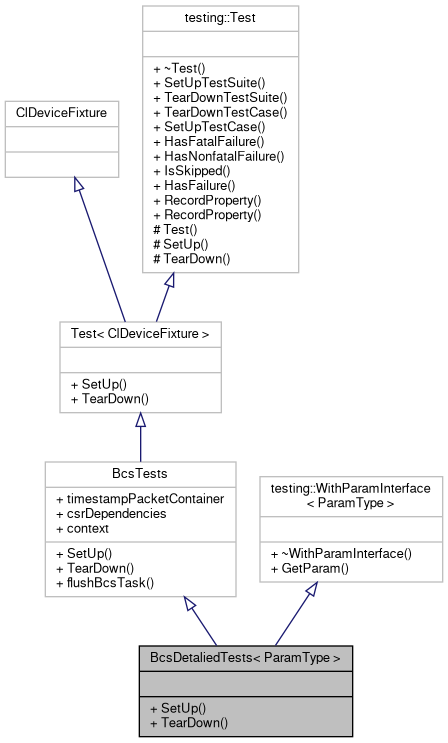 testing::Test
+ ~Test()
+ SetUpTestSuite()
+ TearDownTestSuite()
+ TearDownTestCase()
+ SetUpTestCase()
+ HasFatalFailure()
+ HasNonfatalFailure()
+ IsSkipped()
+ HasFailure()
+ RecordProperty()
+ RecordProperty()
# Test()
# SetUp()
# TearDown()
ClDeviceFixture
Test< ClDeviceFixture >
+ SetUp()
+ TearDown()
BcsTests
+ timestampPacketContainer
+ csrDependencies
+ context
+ SetUp()
+ TearDown()
+ flushBcsTask()
testing::WithParamInterface
< ParamType >
+ ~WithParamInterface()
+ GetParam()
BcsDetaliedTests< ParamType >
+ SetUp()
+ TearDown()